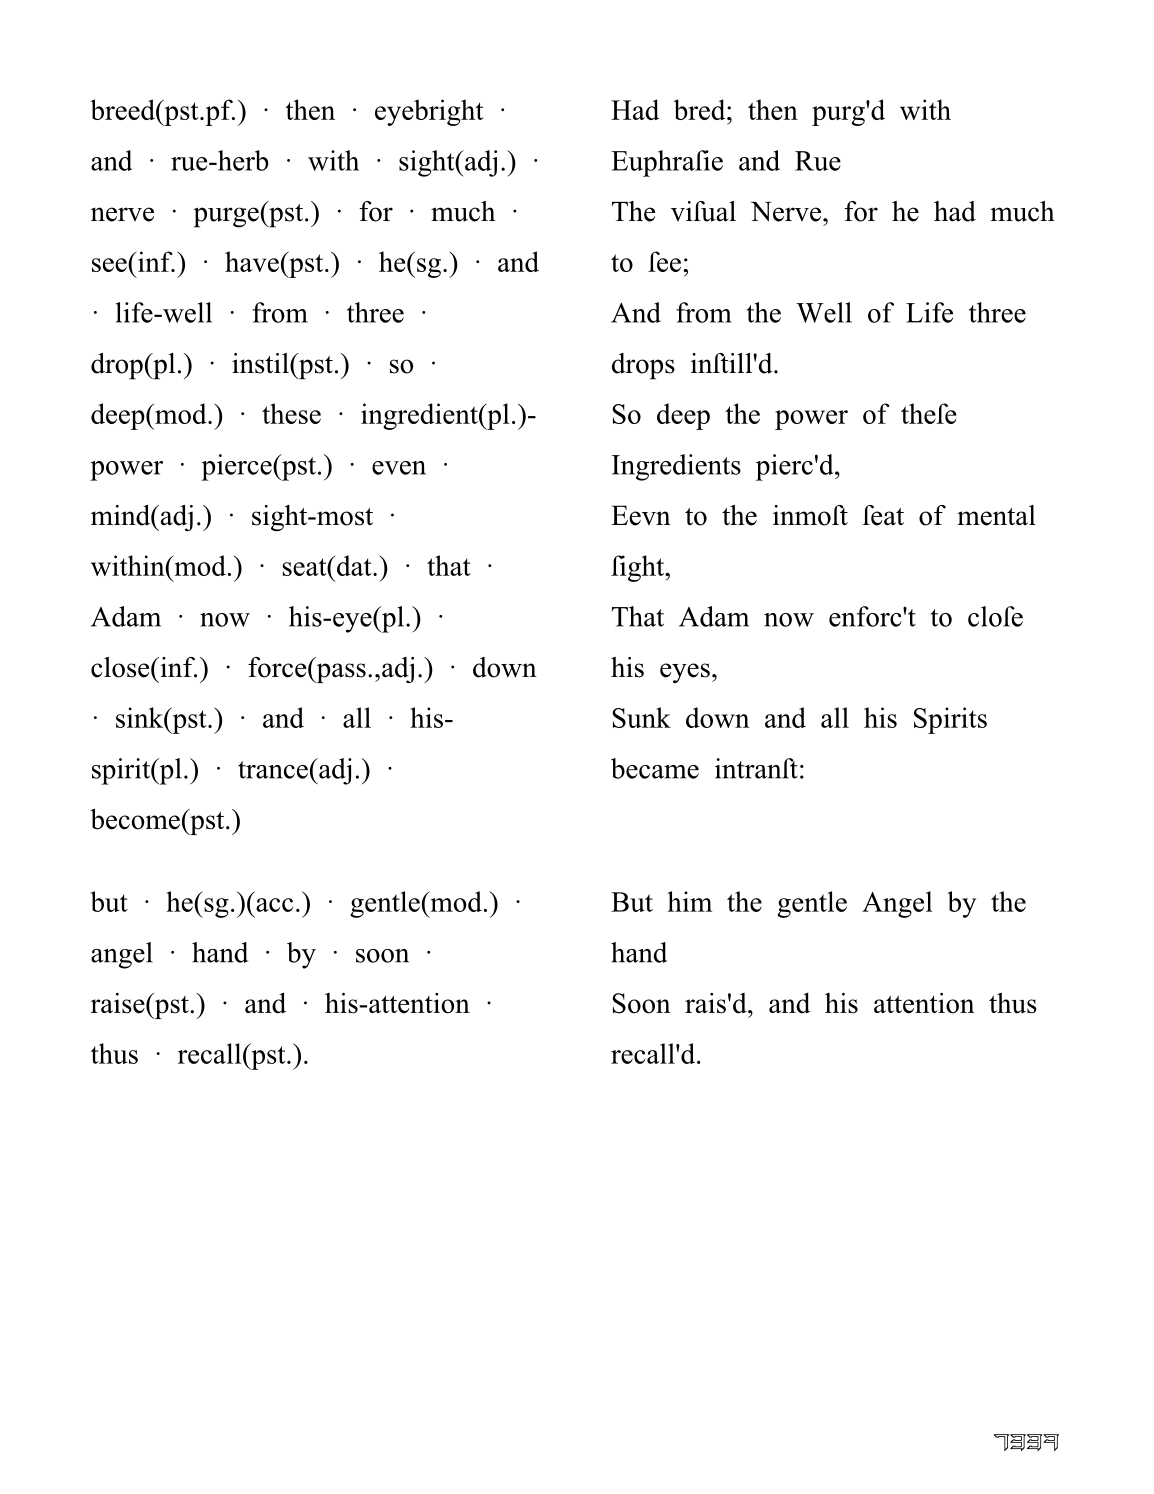 breed(pst.pf.) · then · eyebright ·
and · rue-herb · with · sight(adj.) ·
nerve · purge(pst.) · for · much ·
see(inf.) · have(pst.) · he(sg.) · and
· life-well · from · three ·
drop(pl.) · instil(pst.) · so ·
deep(mod.) · these · ingredient(pl.)-
power · pierce(pst.) · even ·
mind(adj.) · sight-most ·
within(mod.) · seat(dat.) · that ·
Adam · now · his-eye(pl.) ·
close(inf.) · force(pass.,adj.) · down
· sink(pst.) · and · all · his-
spirit(pl.) · trance(adj.) ·
become(pst.)
but · he(sg.)(acc.) · gentle(mod.) ·
angel · hand · by · soon ·
raise(pst.) · and · his-attention ·
thus · recall(pst.).
Had bred; then purg'd with
Euphraſie and Rue
The viſual Nerve, for he had much
to ſee;
And from the Well of Life three
drops inſtill'd.
So deep the power of theſe
Ingredients pierc'd,
Eevn to the inmoſt ſeat of mental
ſight,
That Adam now enforc't to cloſe
his eyes,
Sunk down and all his Spirits
became intranſt:
But him the gentle Angel by the
hand
Soon rais'd, and his attention thus
recall'd.